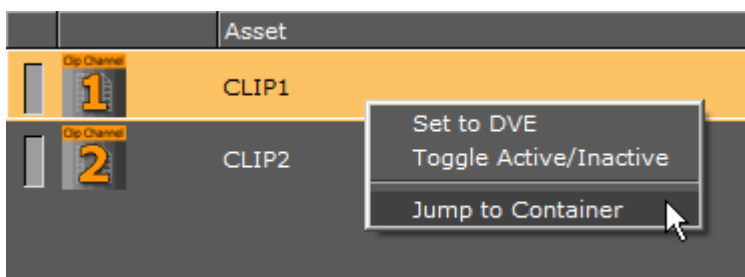 Asset
Clip Channel
1
CLIP1
Clip Channel
2
CLIP2
Set to DVE
Toggle Active/Inactive
Jump to Container